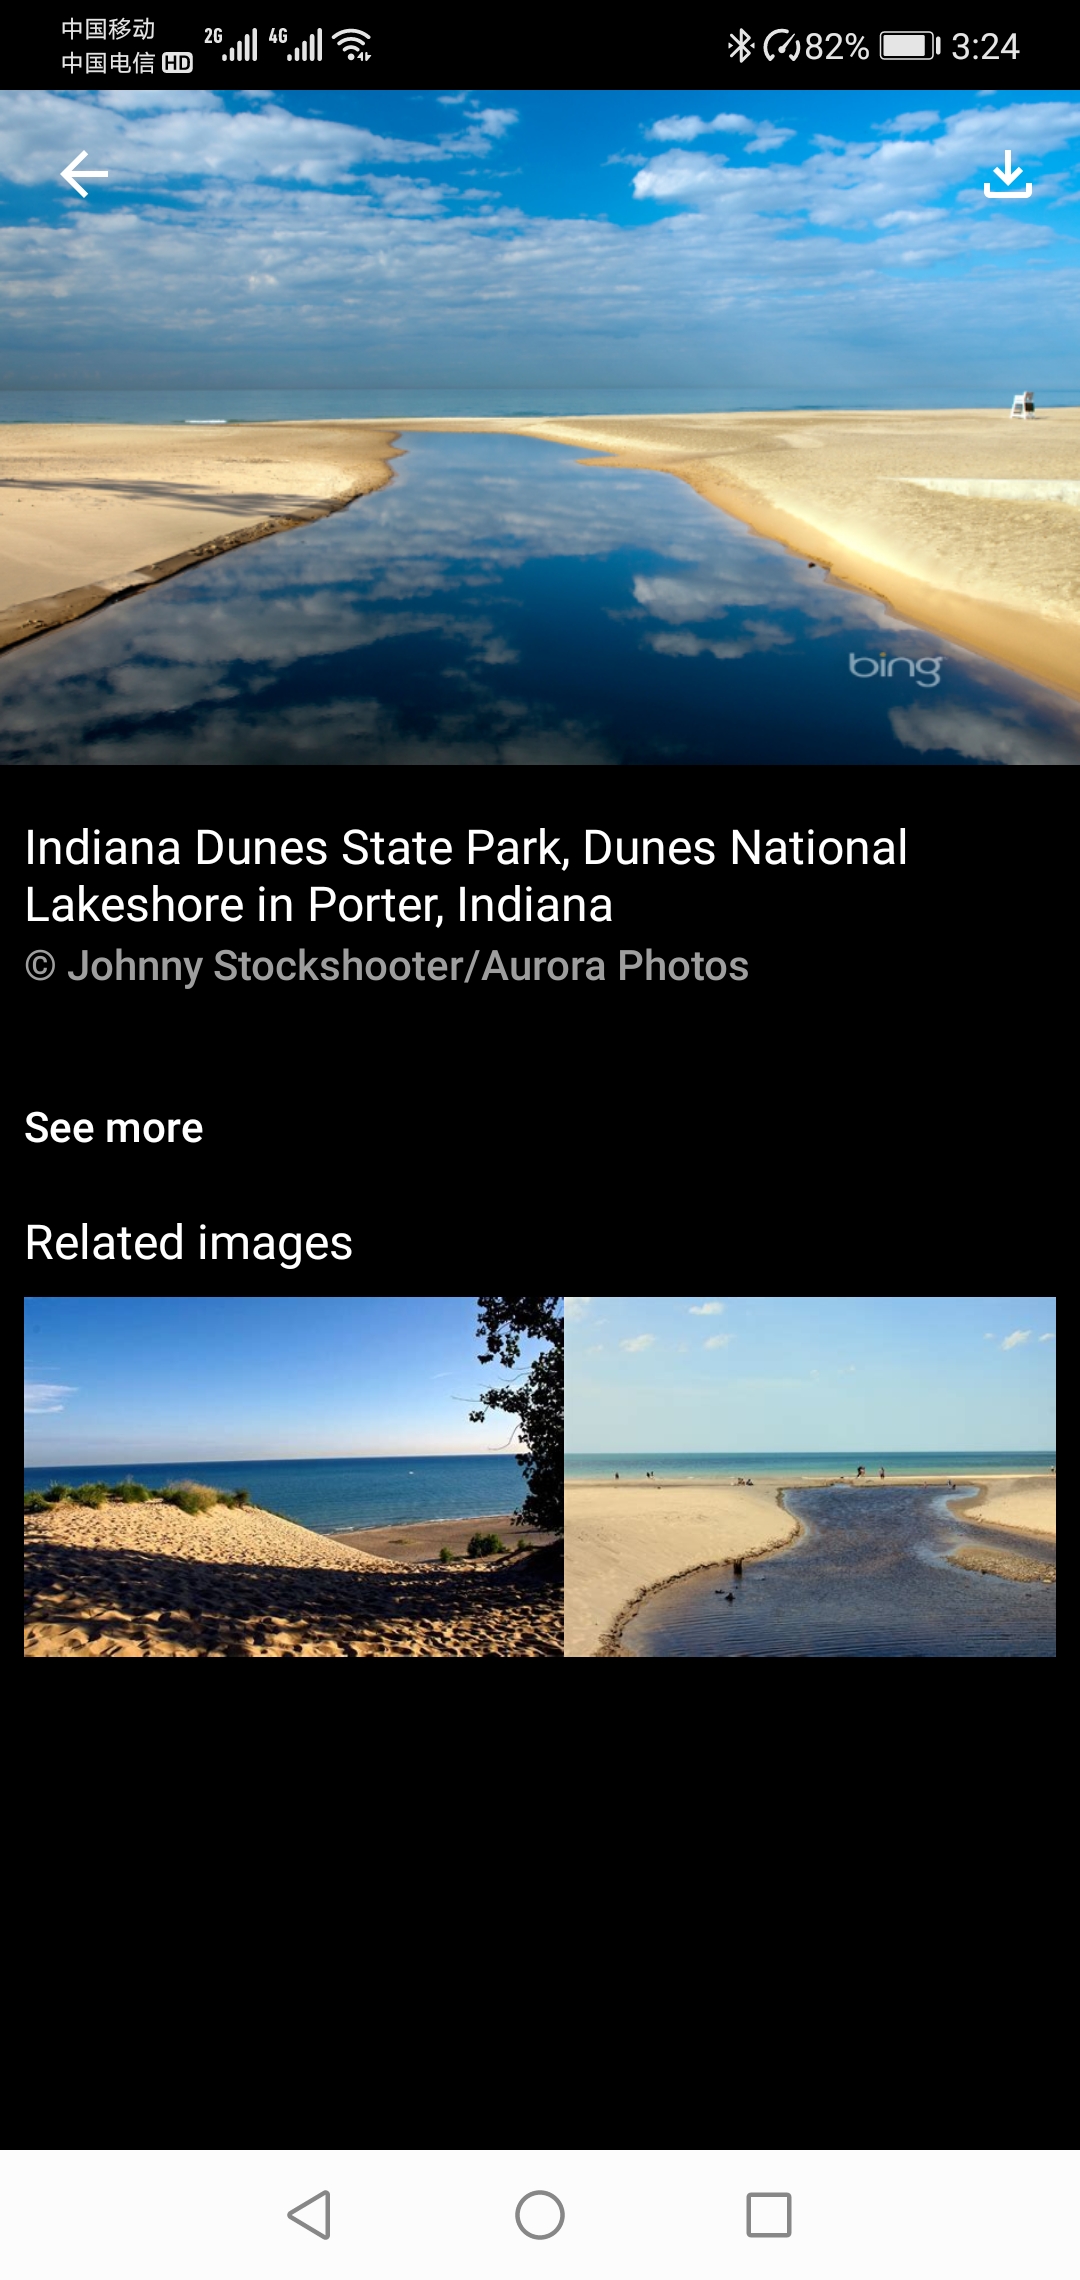 中国移动
中国电信 HD
2G 4G
82% 3:24
bing
Indiana Dunes State Park, Dunes National
Lakeshore in Porter, Indiana
© Johnny Stockshooter/Aurora Photos
See more
Related images